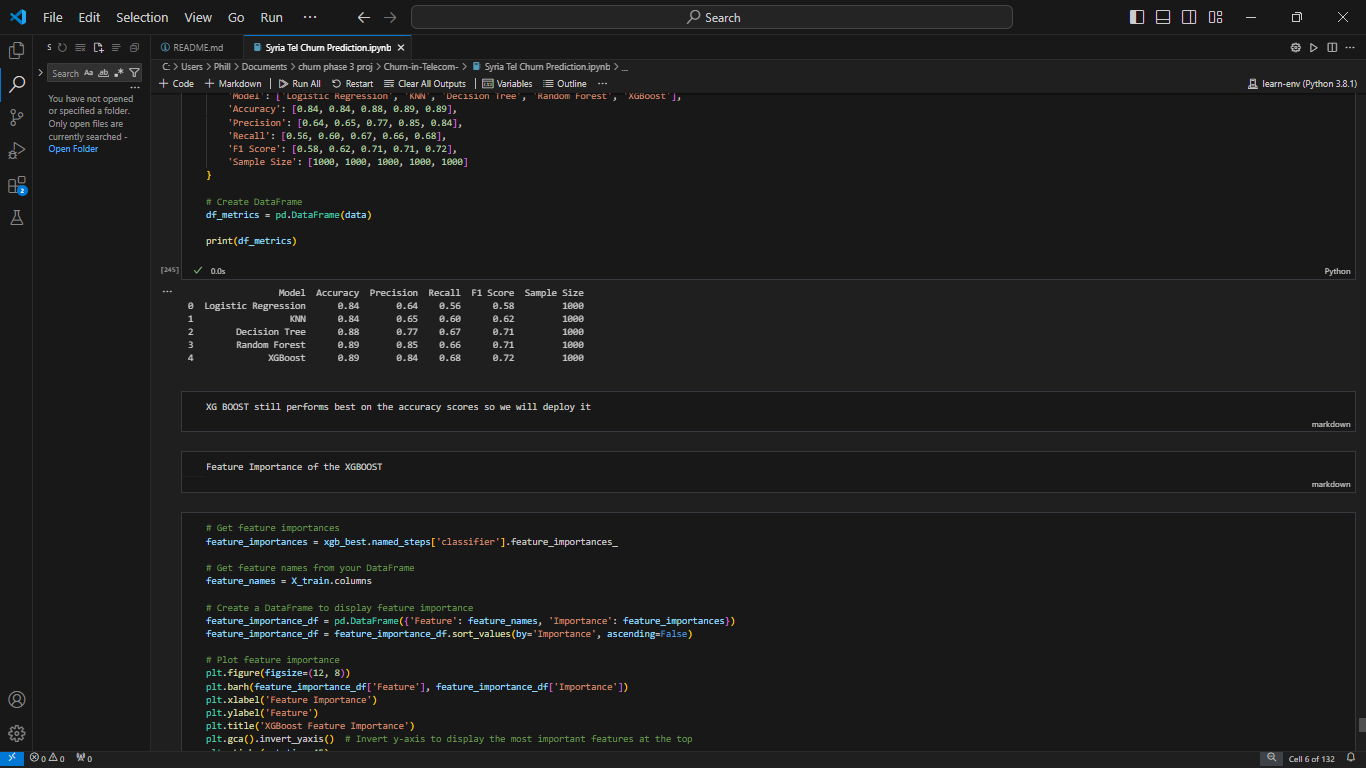 File Edit Selection View Go Run ··· Search
S README.md Syria Tel Churn Prediction.ipynb
C: > Users > Phill > Documents > churn phase 3 proj > Churn-in-Telecom- > Syria Tel Churn Prediction.ipynb > ...
Search Aa ab .*
+ Code + Markdown Run All Restart Clear All Outputs Variables Outline ··· learn-env (Python 3.8.1)
You have not opened
or specified a folder.
Only open files are
currently searched -
Open Folder
'Model': ['Logistic Regression', 'KNN', 'Decision Tree', 'Random Forest', 'XGBoost'],
'Accuracy': [0.84, 0.84, 0.88, 0.89, 0.89],
'Precision': [0.64, 0.65, 0.77, 0.85, 0.84],
'Recall': [0.56, 0.60, 0.67, 0.66, 0.68],
'F1 Score': [0.58, 0.62, 0.71, 0.71, 0.72],
'Sample Size': [1000, 1000, 1000, 1000, 1000]
}
# Create DataFrame
df_metrics = pd.DataFrame(data)
print(df_metrics)
[245] 0.0s Python
Model Accuracy Precision Recall F1 Score Sample Size
0 Logistic Regression 0.84 0.64 0.56 0.58 1000
1 KNN 0.84 0.65 0.60 0.62 1000
2 Decision Tree 0.88 0.77 0.67 0.71 1000
3 Random Forest 0.89 0.85 0.66 0.71 1000
4 XGBoost 0.89 0.84 0.68 0.72 1000
XG BOOST still performs best on the accuracy scores so we will deploy it
markdown
Feature Importance of the XGBOOST
markdown
# Get feature importances
feature_importances = xgb_best.named_steps['classifier'].feature_importances_
# Get feature names from your DataFrame
feature_names = X_train.columns
# Create a DataFrame to display feature importance
feature_importance_df = pd.DataFrame({'Feature': feature_names, 'Importance': feature_importances})
feature_importance_df = feature_importance_df.sort_values(by='Importance', ascending=False)
# Plot feature importance
plt.figure(figsize=(12, 8))
plt.barh(feature_importance_df['Feature'], feature_importance_df['Importance'])
plt.xlabel('Feature Importance')
plt.ylabel('Feature')
plt.title('XGBoost Feature Importance')
plt.gca().invert_yaxis() # Invert y-axis to display the most important features at the top
2
0 0 0 Cell 6 of 132